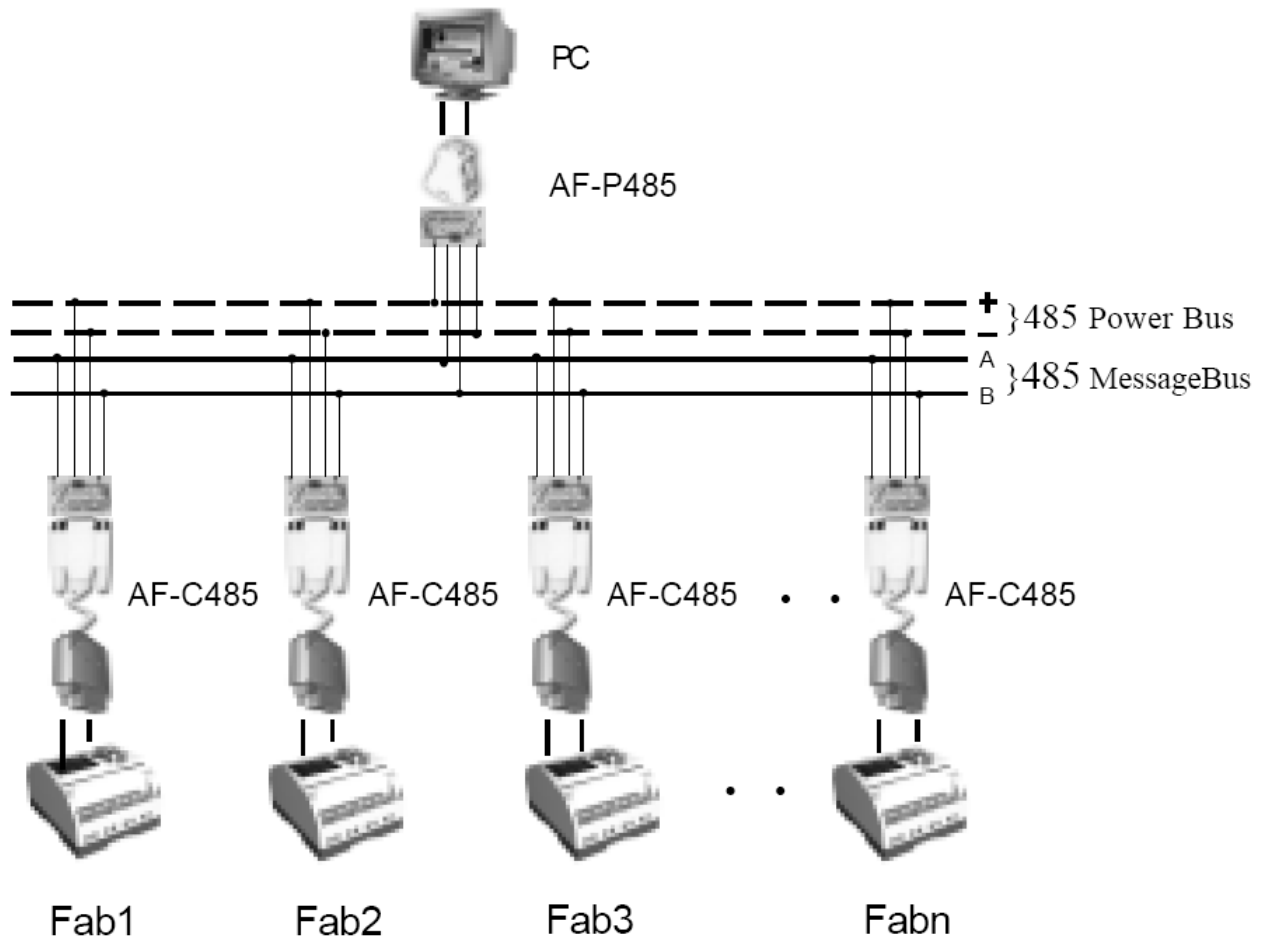 PC
AF-P485
+
}485 Power Bus
−
A
}485 MessageBus
B
AF-C485 AF-C485 AF-C485 . . AF-C485
. .
Fab1 Fab2 Fab3 Fabn